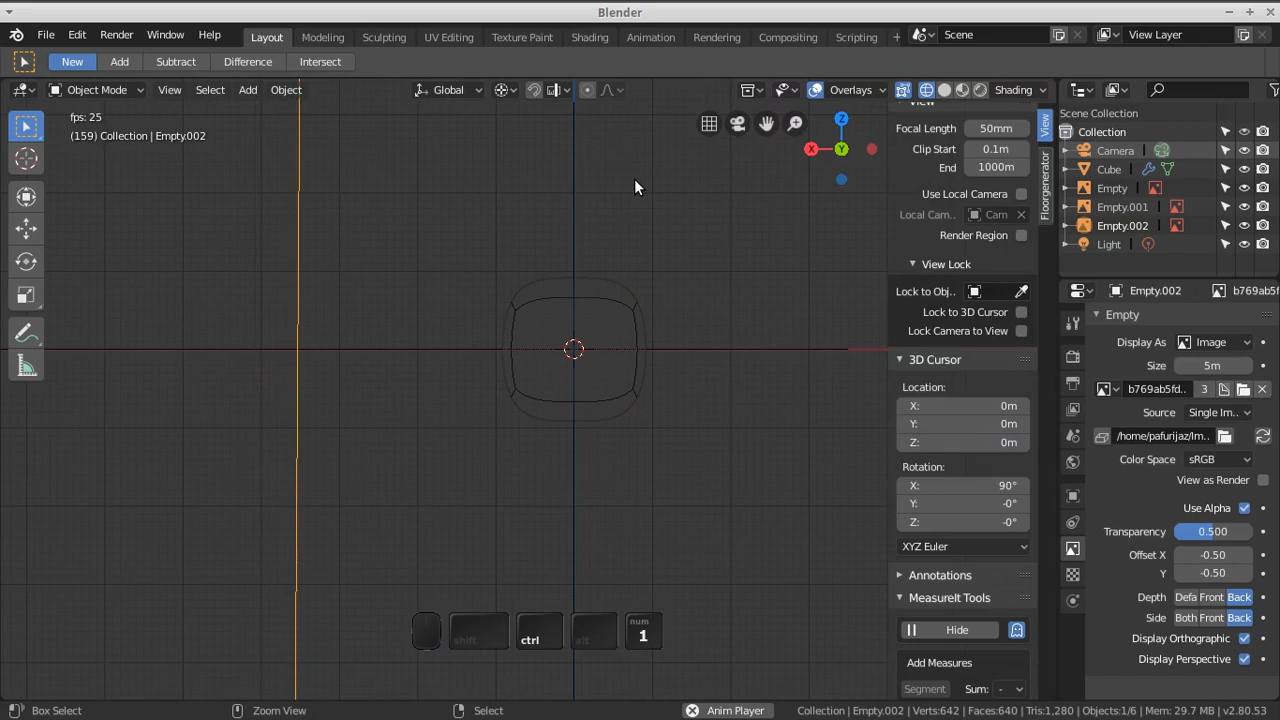 Blender
File Edit Render Window Help Layout Modeling Sculpting UV Editing Texture Paint Shading Animation Rendering Compositing Scripting Scene View Layer
New Add Subtract Difference Intersect
Object Mode View Select Add Object Global Overlays Shading
fps: 25
(159) Collection | Empty.002
Z
X
Y
View
Focal Length 50mm
Clip Start 0.1m
End 1000m
Use Local Camera
Local Cam.. Cam
Render Region
View Lock
Lock to Obj..
Lock to 3D Cursor
Lock Camera to View
3D Cursor
Location:
X: 0m
Y: 0m
Z: 0m
Rotation:
X: 90°
Y: -0°
Z: -0°
XYZ Euler
Annotations
MeasureIt Tools
Hide
Add Measures
Segment Sum: -
View
Floorgenerator
Scene Collection
Collection
Camera
Cube
Empty
Empty.001
Empty.002
Light
Empty.002 b769ab5f
Empty
Display As Image
Size 5m
b769ab5fd.. 3
Source Single Im..
/home/pafurijaz/Im..
Color Space sRGB
View as Render
Use Alpha
Transparency 0.500
Offset X -0.50
Y -0.50
Depth Defa Front Back
Side Both Front Back
Display Orthographic
Display Perspective
shift ctrl alt num 1
Box Select Zoom View Select Anim Player Collection | Empty.002 | Verts:642 | Faces:640 | Tris:1,280 | Objects:1/6 | Mem: 29.7 MB | v2.80.53